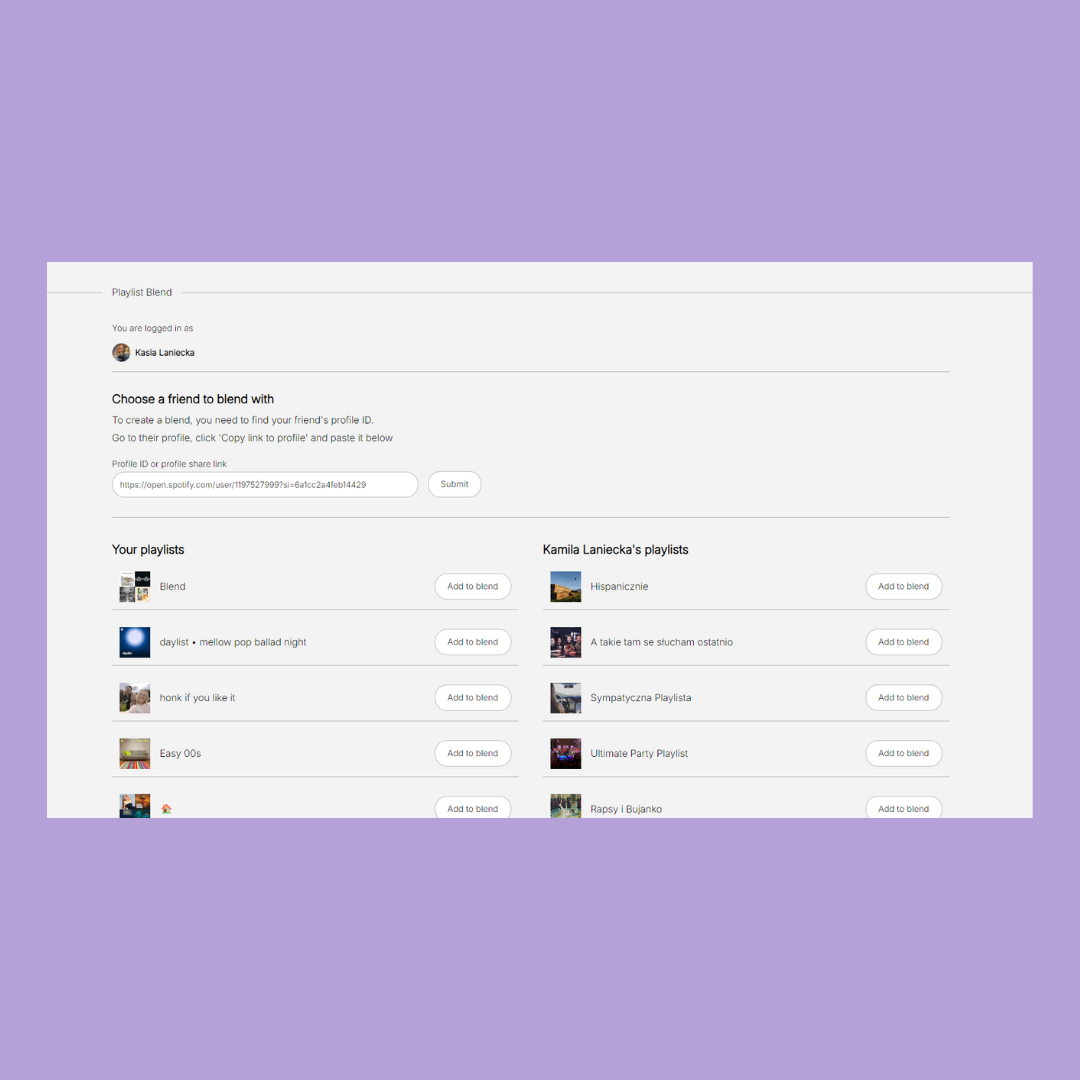 Playlist Blend
You are logged in as
Kasia Laniecka
Choose a friend to blend with
To create a blend, you need to find your friend's profile ID.
Go to their profile, click 'Copy link to profile' and paste it below
Profile ID or profile share link
https://open.spotify.com/user/1197527999?si=6a1cc2a4feb14429
Submit
Your playlists
Blend
Add to blend
daylist • mellow pop ballad night
Add to blend
honk if you like it
Add to blend
Easy 00s
Add to blend
🏠
Add to blend
Kamila Laniecka's playlists
Hispanicznie
Add to blend
A takie tam se słucham ostatnio
Add to blend
Sympatyczna Playlista
Add to blend
Ultimate Party Playlist
Add to blend
Rapsy i Bujanko
Add to blend